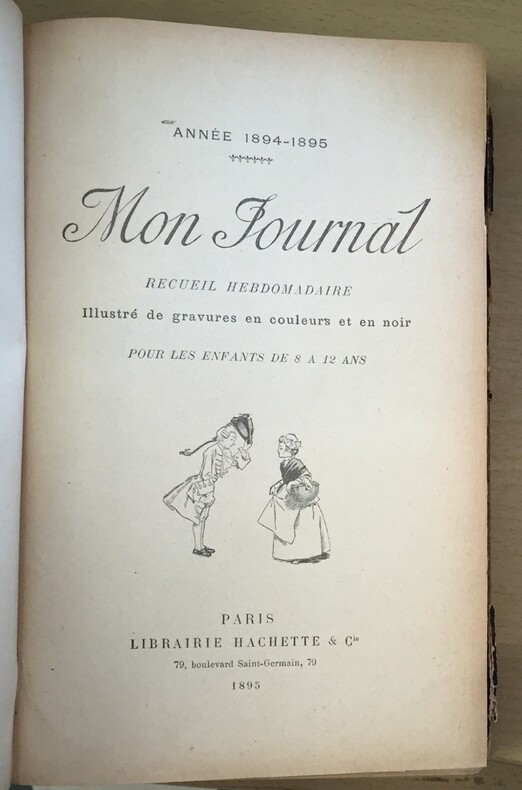 ANNÉE 1894-1895
Mon Journal
RECUEIL HEBDOMADAIRE
Illustré de gravures en couleurs et en noir
POUR LES ENFANTS DE 8 A 12 ANS
PARIS
LIBRAIRIE HACHETTE & Cie
79, boulevard Saint-Germain, 79
1895